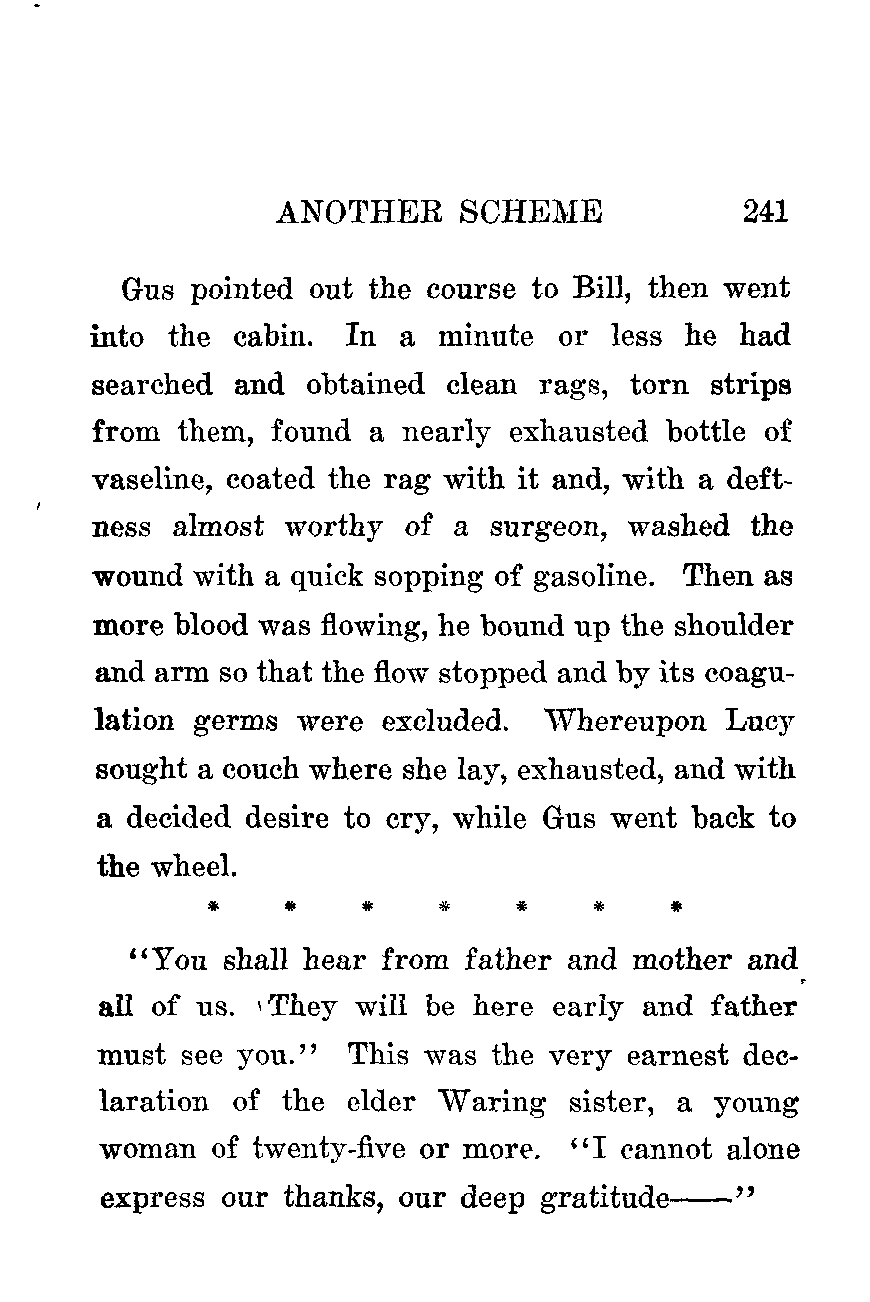 ANOTHER SCHEME 241
Gus pointed out the course to Bill, then went
into the cabin. In a minute or less he had
searched and obtained clean rags, torn strips
from them, found a nearly exhausted bottle of
vaseline, coated the rag with it and, with a deft-
ness almost worthy of a surgeon, washed the
wound with a quick sopping of gasoline. Then as
more blood was flowing, he bound up the shoulder
and arm so that the flow stopped and by its coagu-
lation germs were excluded. Whereupon Lucy
sought a couch where she lay, exhausted, and with
a decided desire to cry, while Gus went back to
the wheel.
* * * * * * *
“You shall hear from father and mother and
all of us. They will be here early and father
must see you.” This was the very earnest dec-
laration of the elder Waring sister, a young
woman of twenty-five or more. “I cannot alone
express our thanks, our deep gratitude——”